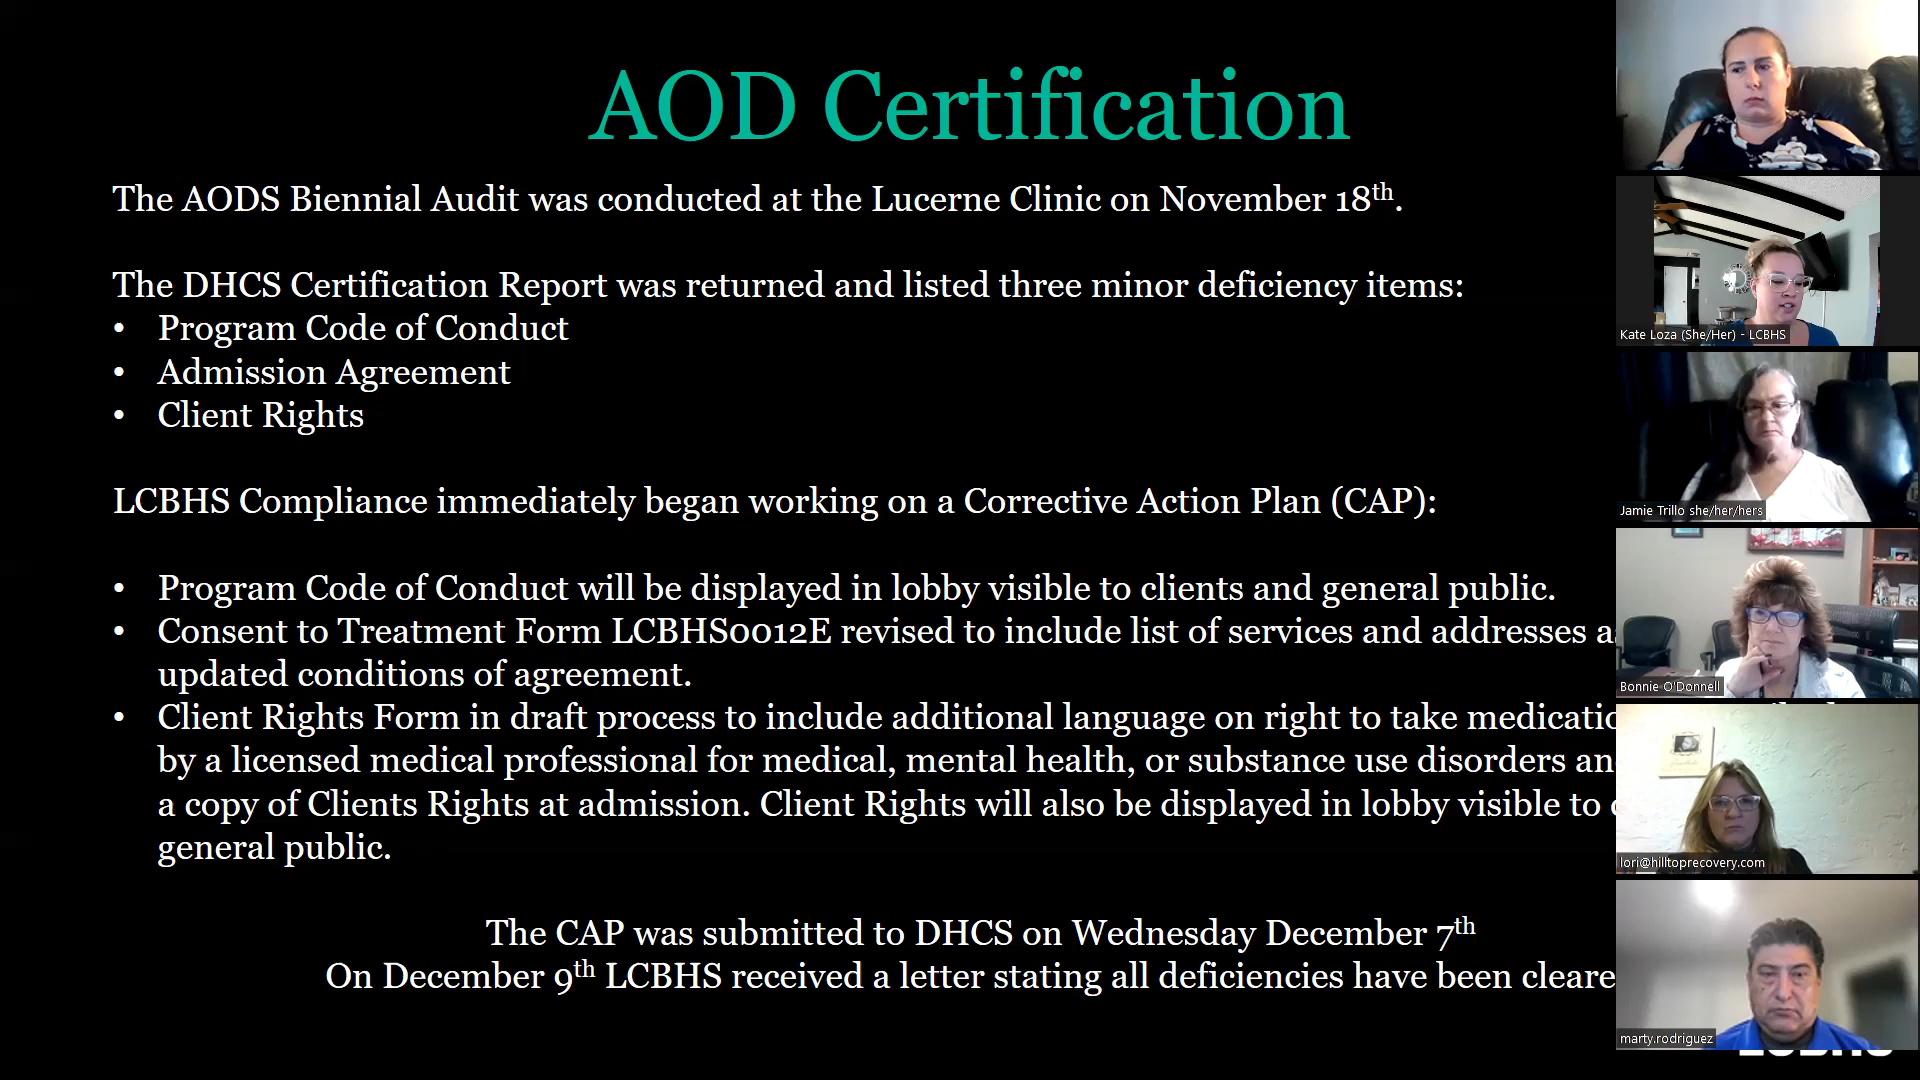 AOD Certification
The AODS Biennial Audit was conducted at the Lucerne Clinic on November 18th.
The DHCS Certification Report was returned and listed three minor deficiency items:
• Program Code of Conduct
• Admission Agreement
• Client Rights
LCBHS Compliance immediately began working on a Corrective Action Plan (CAP):
• Program Code of Conduct will be displayed in lobby visible to clients and general public.
• Consent to Treatment Form LCBHS0012E revised to include list of services and addresses
updated conditions of agreement.
• Client Rights Form in draft process to include additional language on right to take
by a licensed medical professional for medical, mental health, or substance use disorders
a copy of Clients Rights at admission. Client Rights will also be displayed in lobby visible to
general public.
The CAP was submitted to DHCS on Wednesday December 7th
On December 9th LCBHS received a letter stating all deficiencies have been
Kate Loza (She/Her) - LCBHS
Jamie Trillo she/her/hers
Bonnie O'Donnell
lori@hilltoprecovery.com
marty.rodriguez